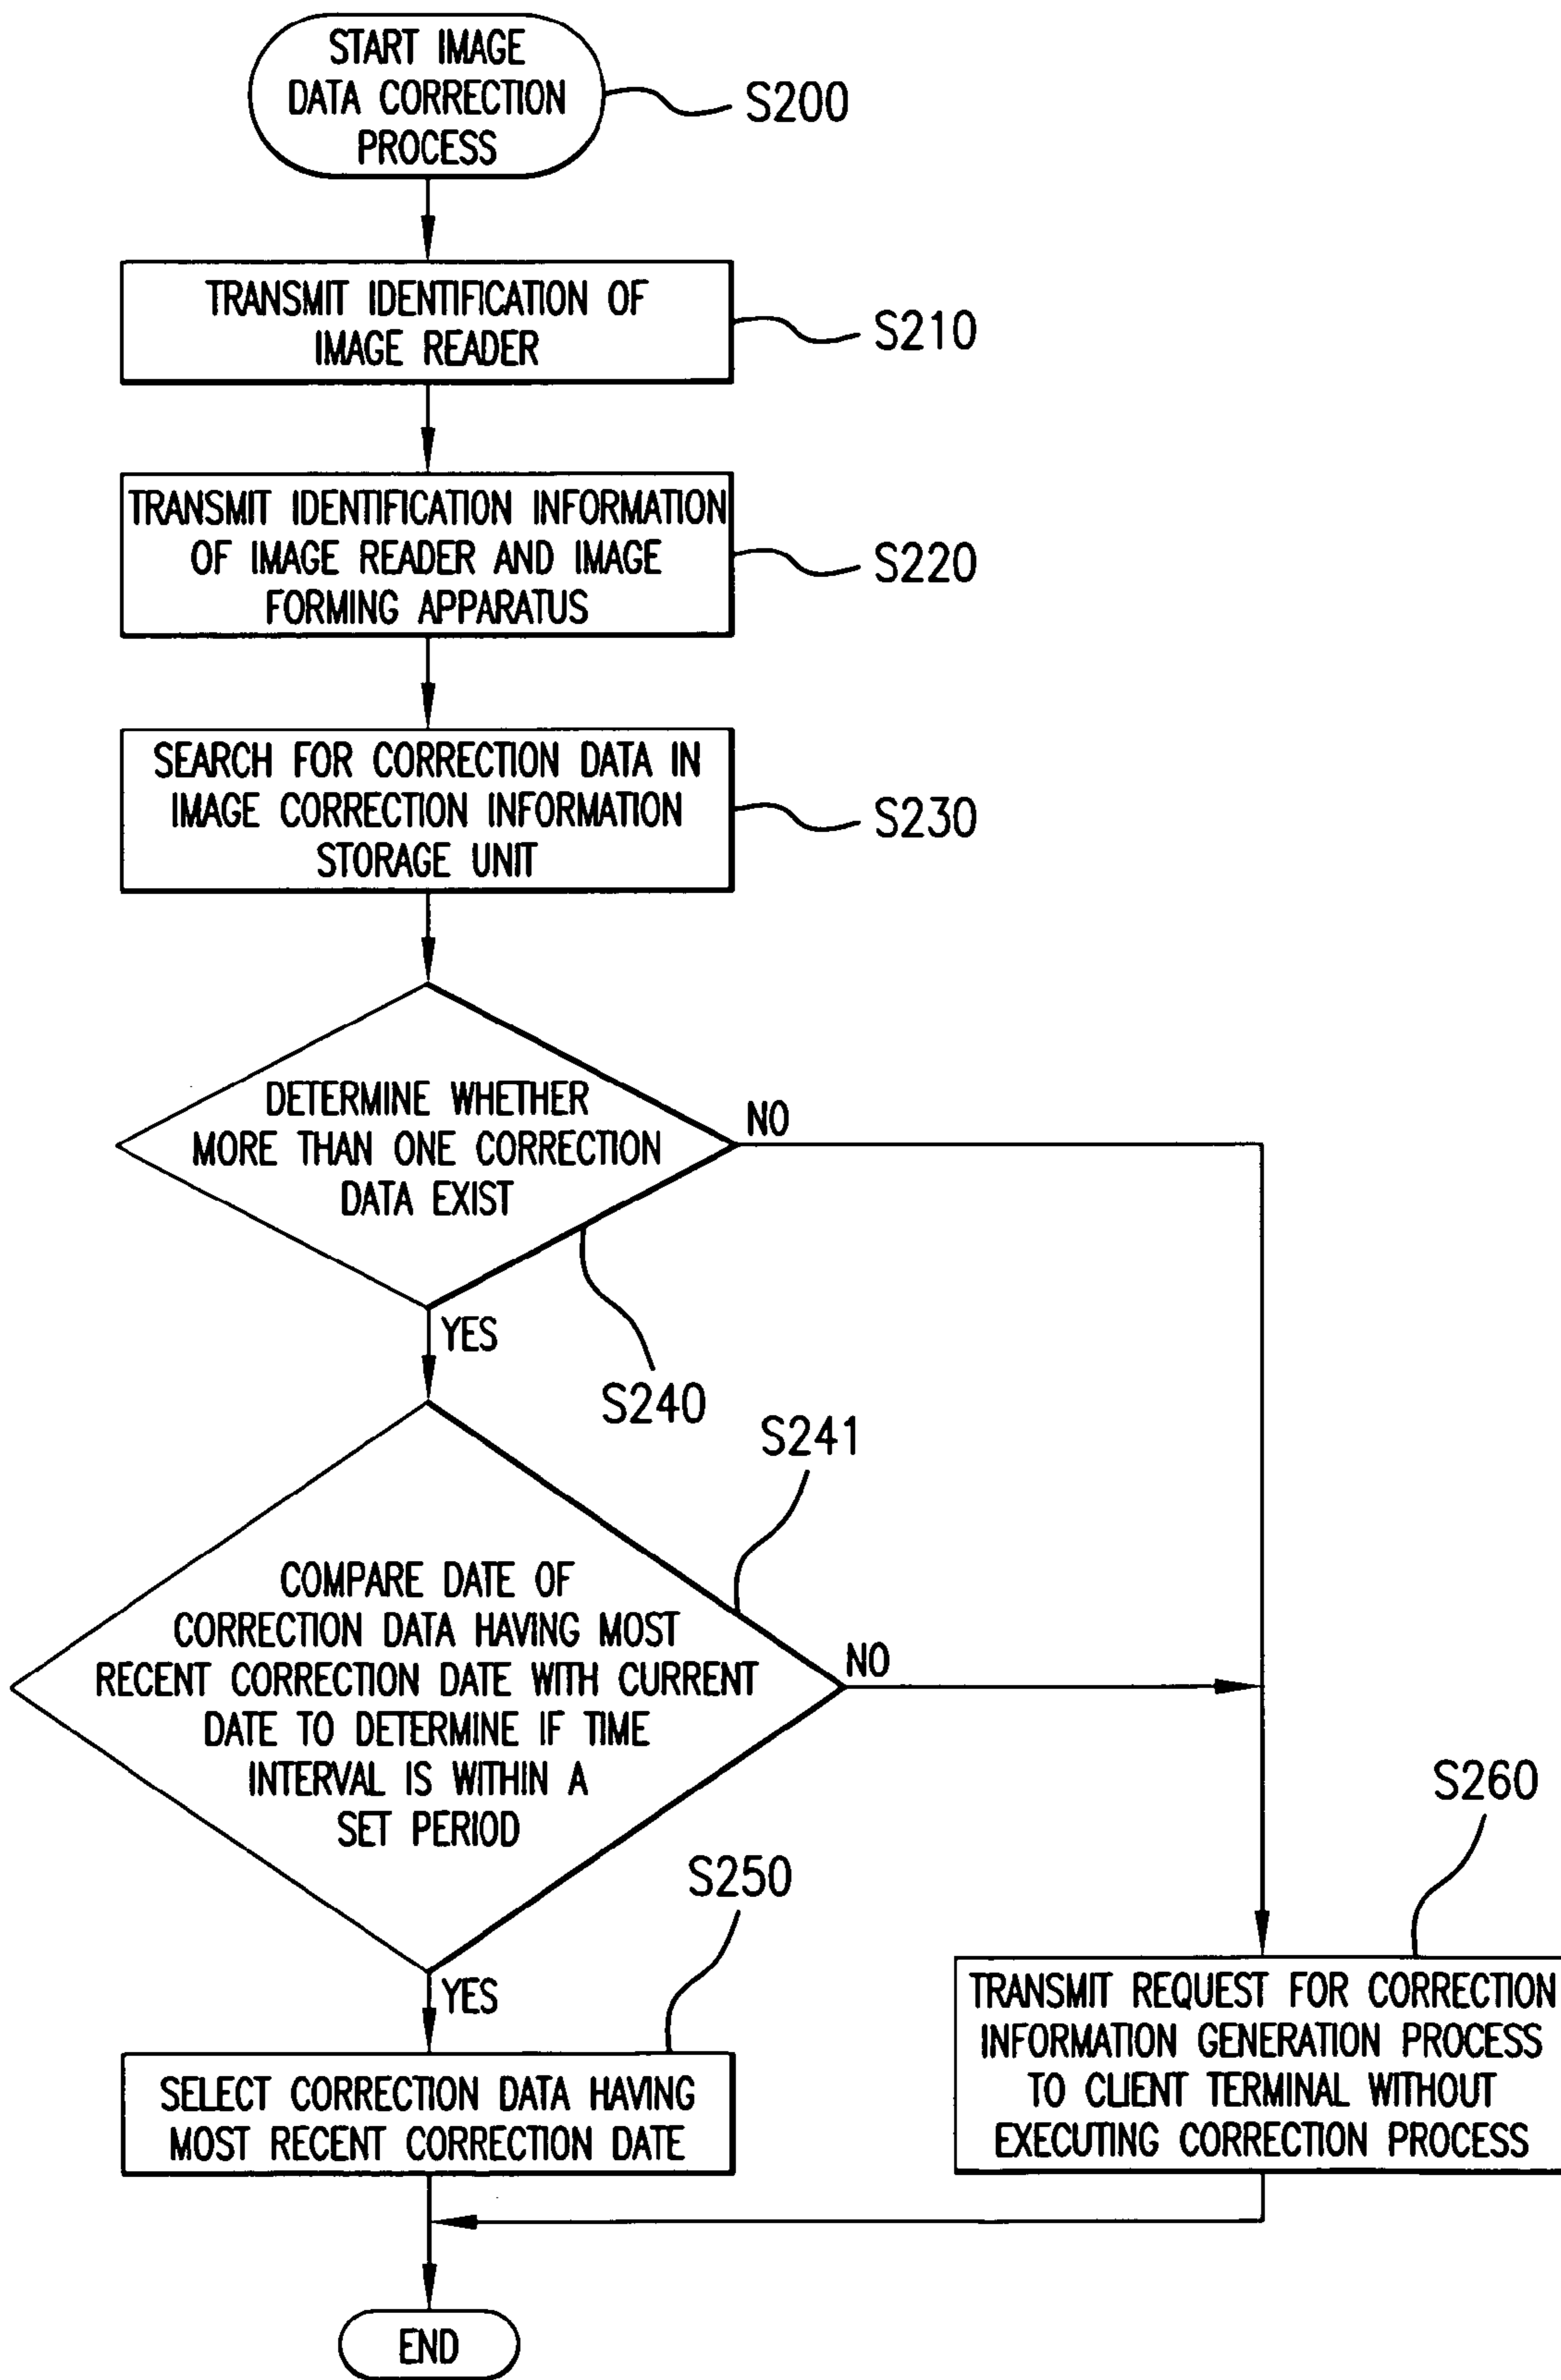 START IMAGE
DATA CORRECTION
PROCESS
S200
TRANSMIT IDENTIFICATION OF
IMAGE READER
S210
TRANSMIT IDENTIFICATION INFORMATION
OF IMAGE READER AND IMAGE
FORMING APPARATUS
S220
SEARCH FOR CORRECTION DATA IN
IMAGE CORRECTION INFORMATION
STORAGE UNIT
S230
DETERMINE WHETHER
MORE THAN ONE CORRECTION
DATA EXIST
NO
YES
S240
S241
COMPARE DATE OF
CORRECTION DATA HAVING MOST
RECENT CORRECTION DATE WITH CURRENT
DATE TO DETERMINE IF TIME
INTERVAL IS WITHIN A
SET PERIOD
NO
YES
S250
SELECT CORRECTION DATA HAVING
MOST RECENT CORRECTION DATE
S260
TRANSMIT REQUEST FOR CORRECTION
INFORMATION GENERATION PROCESS
TO CLIENT TERMINAL WITHOUT
EXECUTING CORRECTION PROCESS
END